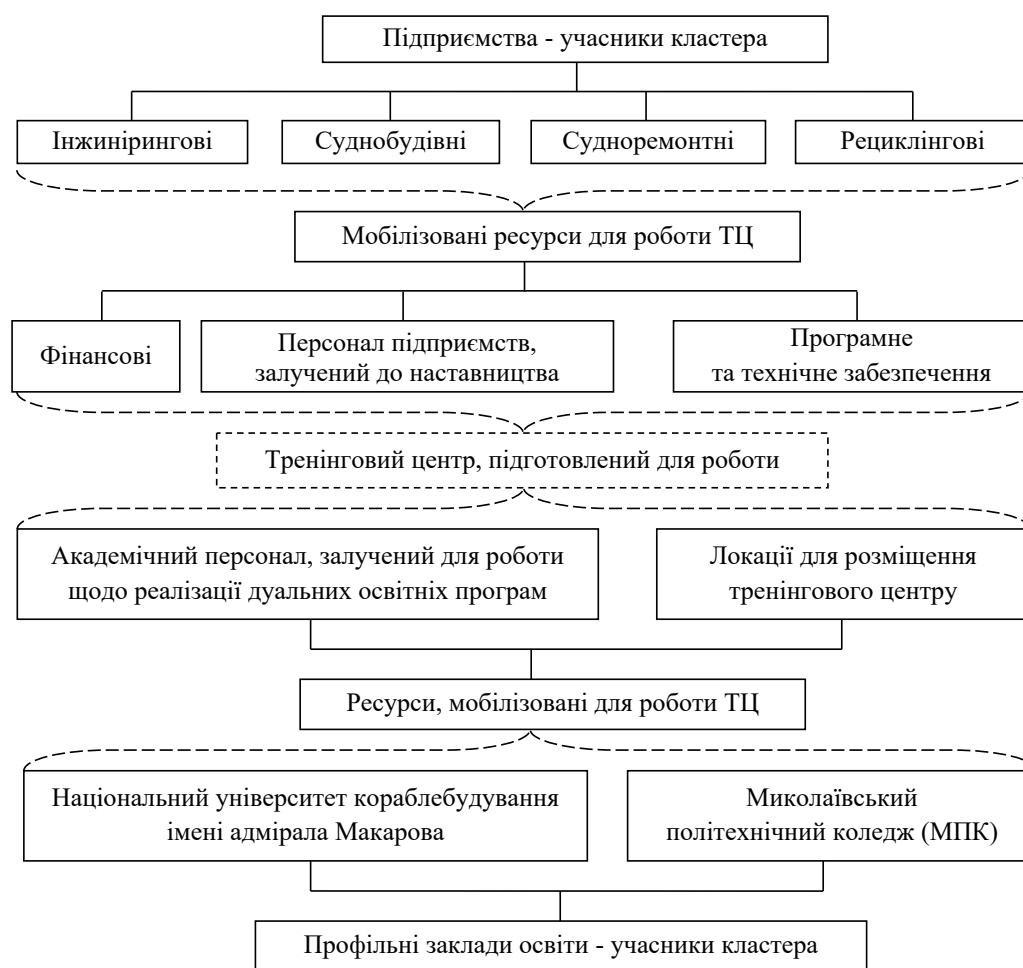 Підприємства - учасники кластера
Інжинірингові
Суднобудівні
Судноремонтні
Рециклінгові
Мобілізовані ресурси для роботи ТЦ
Фінансові
Персонал підприємств,
залучений до наставництва
Програмне
та технічне забезпечення
Тренінговий центр, підготовлений для роботи
Академічний персонал, залучений для роботи
щодо реалізації дуальних освітніх програм
Локації для розміщення
тренінгового центру
Ресурси, мобілізовані для роботи ТЦ
Національний університет кораблебудування
імені адмірала Макарова
Миколаївський
політехнічний коледж (МПК)
Профільні заклади освіти - учасники кластера